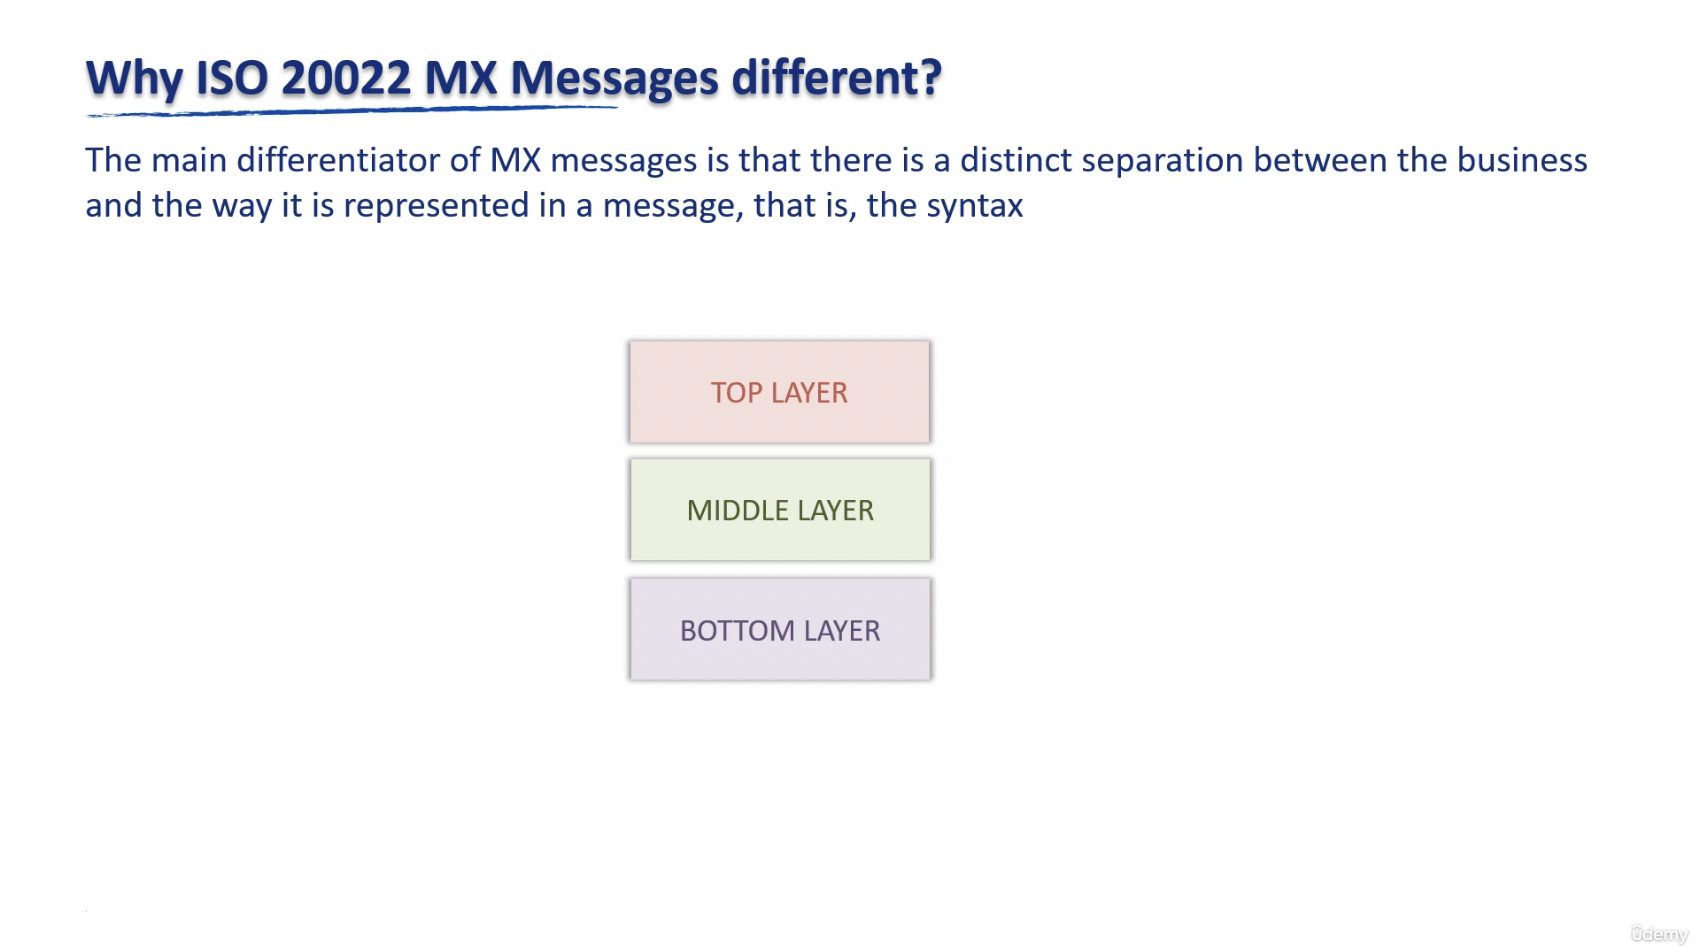 Why ISO 20022 MX Messages different?
The main differentiator of MX messages is that there is a distinct separation between the business
and the way it is represented in a message, that is, the syntax
TOP LAYER
MIDDLE LAYER
BOTTOM LAYER
ûdemy